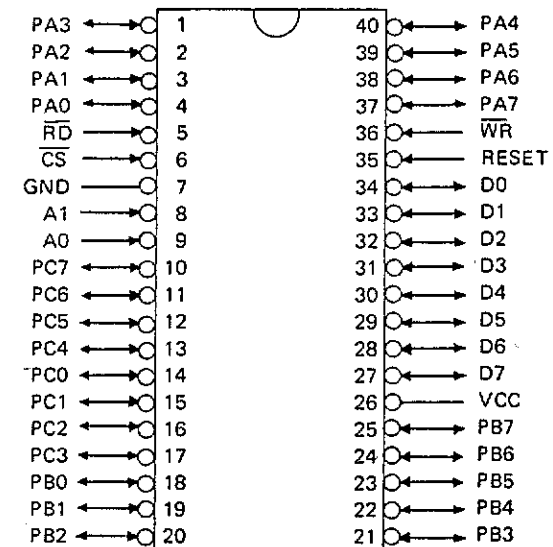 PA3 1 40 PA4
PA2 2 39 PA5
PA1 3 38 PA6
PA0 4 37 PA7
R̅D̅ 5 36 W̅R̅
C̅S̅ 6 35 RESET
GND 7 34 D0
A1 8 33 D1
A0 9 32 D2
PC7 10 31 D3
PC6 11 30 D4
PC5 12 29 D5
PC4 13 28 D6
PC0 14 27 D7
PC1 15 26 VCC
PC2 16 25 PB7
PC3 17 24 PB6
PB0 18 23 PB5
PB1 19 22 PB4
PB2 20 21 PB3